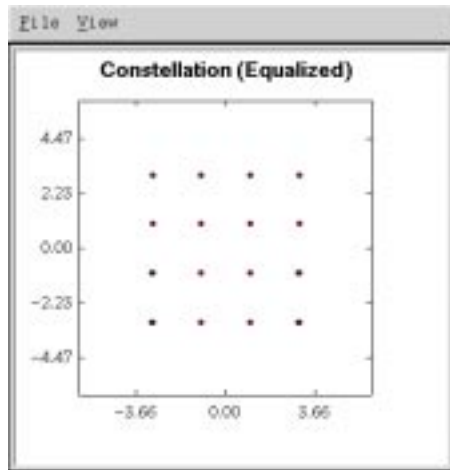 File View
Constellation (Equalized)
4.47
2.23
0.00
-2.23
-4.47
-3.66 0.00 3.66